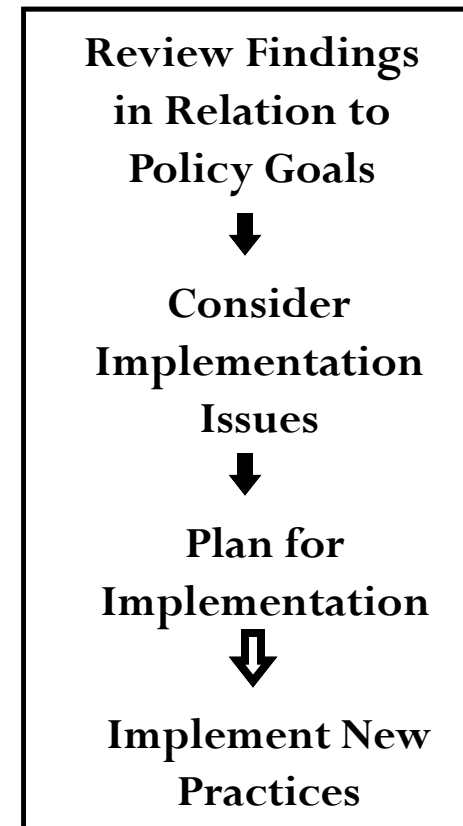 Review Findings
in Relation to
Policy Goals
Consider
Implementation
Issues
Plan for
Implementation
Implement New
Practices